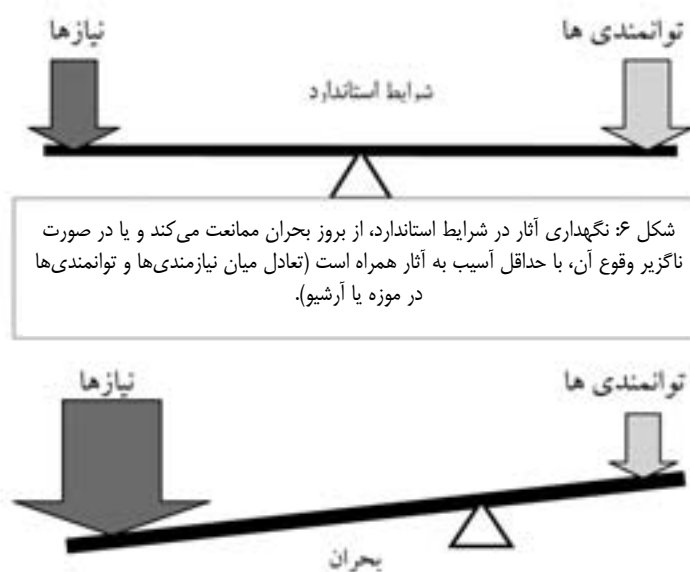 نیازها
توانمندی ها
شرایط استاندارد
شکل ۶: نگهداری آثار در شرایط استاندارد، از بروز بحران ممانعت می‌کند و یا در صورت
ناگزیر وقوع آن، با حداقل آسیب به آثار همراه است (تعادل میان نیازمندی‌ها و توانمندی‌ها
در موزه یا آرشیو).
نیازها
توانمندی ها
بحران